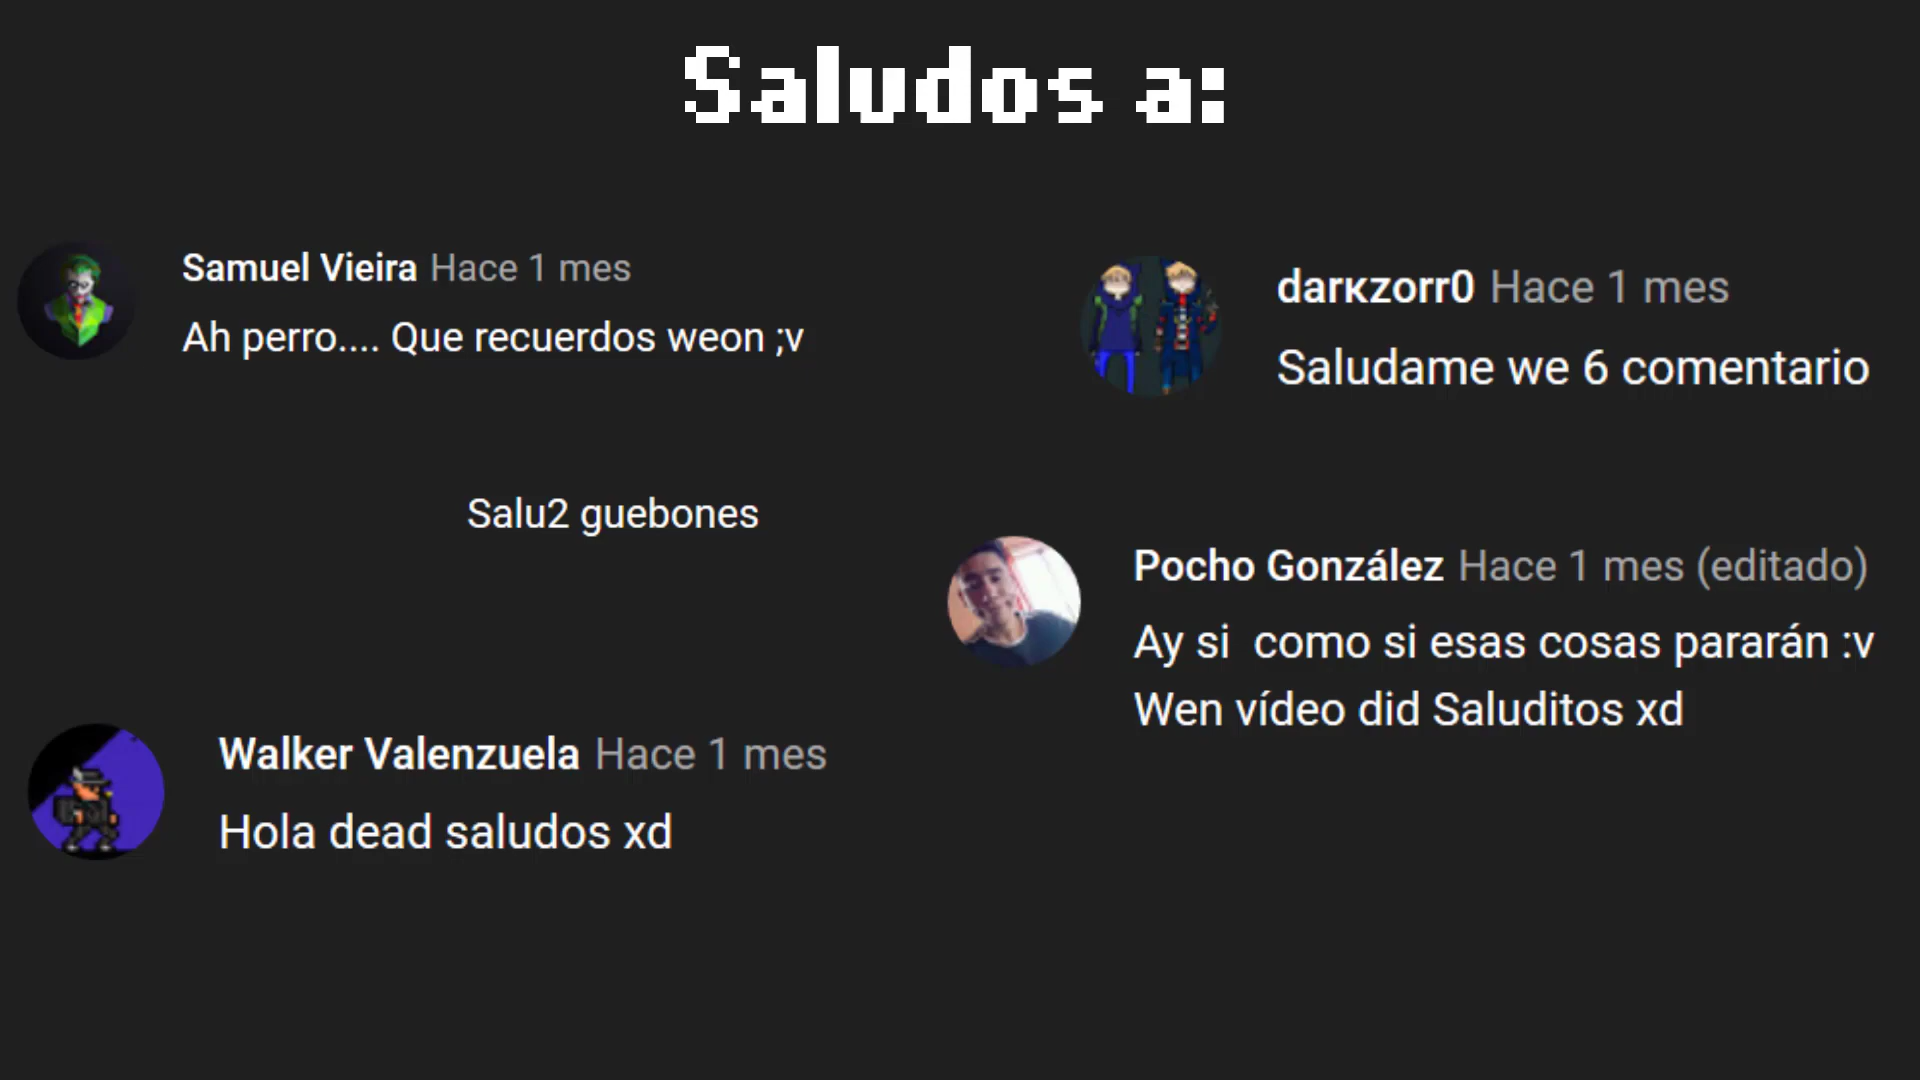 Saludos a:
Samuel Vieira Hace 1 mes
Ah perro.... Que recuerdos weon ;v
darкzorr0 Hace 1 mes
Saludame we 6 comentario
Salu2 guebones
Pocho González Hace 1 mes (editado)
Ay si  como si esas cosas pararán :v
Wen vídeo did Saluditos xd
Walker Valenzuela Hace 1 mes
Hola dead saludos xd